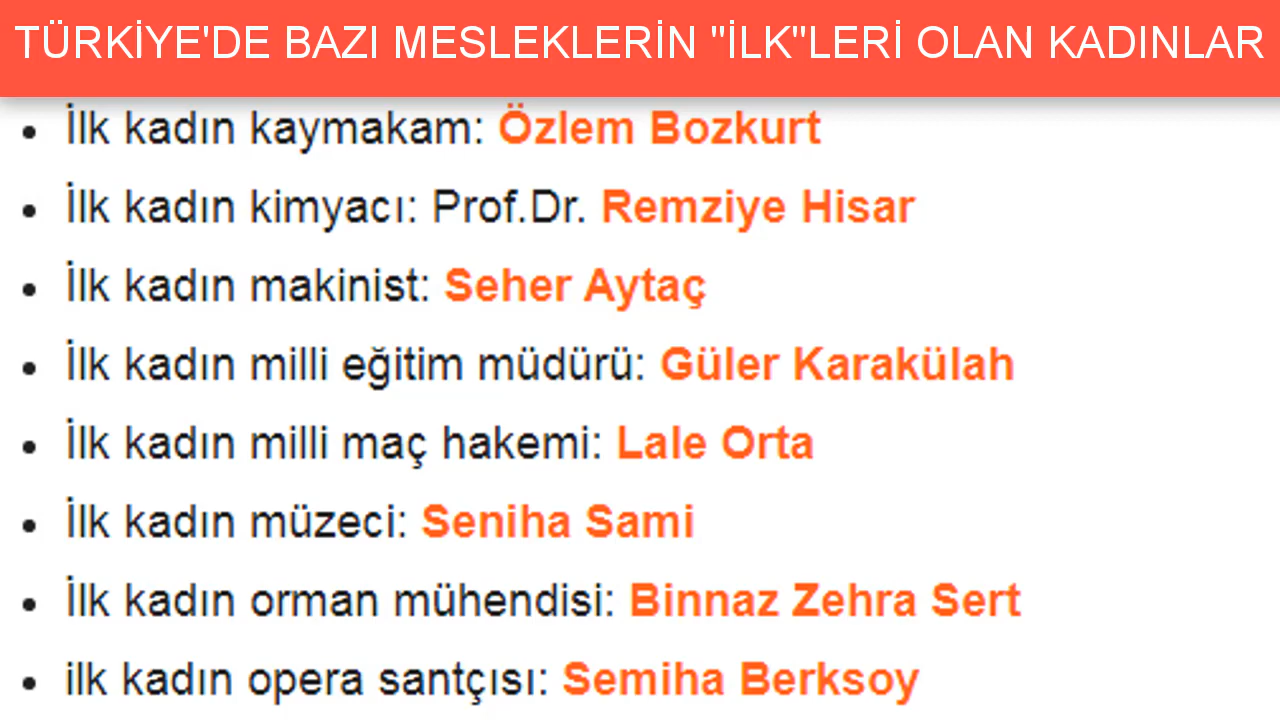 TÜRKİYE'DE BAZI MESLEKLERİN "İLK"LERİ OLAN KADINLAR
• İlk kadın kaymakam: Özlem Bozkurt
• İlk kadın kimyacı: Prof.Dr. Remziye Hisar
• İlk kadın makinist: Seher Aytaç
• İlk kadın milli eğitim müdürü: Güler Karakülah
• İlk kadın milli maç hakemi: Lale Orta
• İlk kadın müzeci: Seniha Sami
• İlk kadın orman mühendisi: Binnaz Zehra Sert
• ilk kadın opera santçısı: Semiha Berksoy